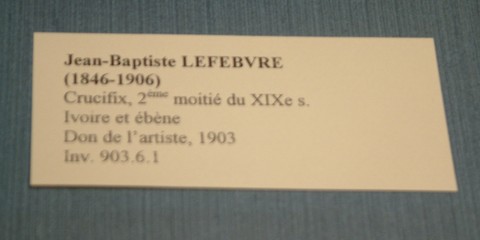 Jean-Baptiste LEFEBVRE
(1846-1906)
Crucifix, 2ème moitié du XIXe s.
Ivoire et ébène
Don de l'artiste, 1903
Inv. 903.6.1